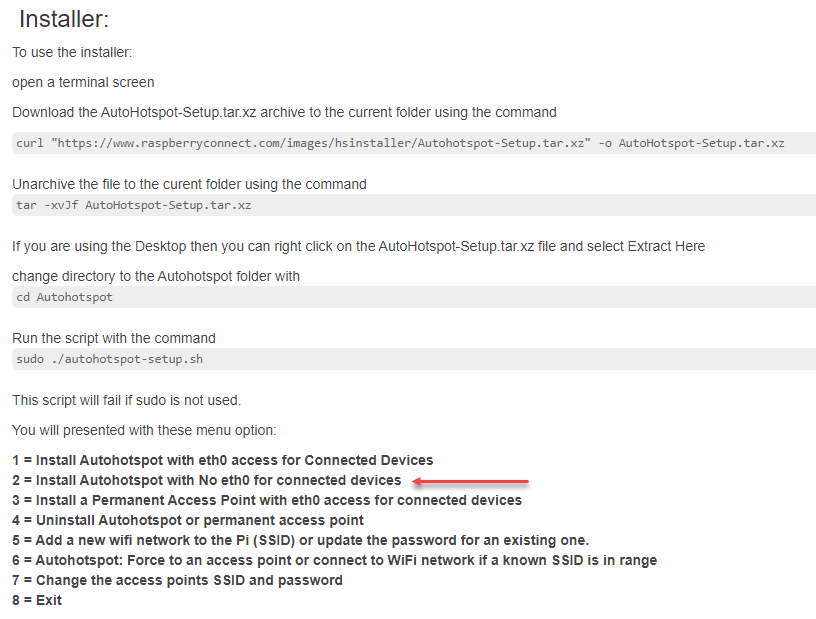 Installer:
To use the installer:
open a terminal screen
Download the AutoHotspot-Setup.tar.xz archive to the current folder using the command
curl "https://www.raspberryconnect.com/images/hsinstaller/Autohotspot-Setup.tar.xz" -o AutoHotspot-Setup.tar.xz
Unarchive the file to the curent folder using the command
tar -xvJf AutoHotspot-Setup.tar.xz
If you are using the Desktop then you can right click on the AutoHotspot-Setup.tar.xz file and select Extract Here
change directory to the Autohotspot folder with
cd Autohotspot
Run the script with the command
sudo ./autohotspot-setup.sh
This script will fail if sudo is not used.
You will presented with these menu option:
1 = Install Autohotspot with eth0 access for Connected Devices
2 = Install Autohotspot with No eth0 for connected devices
3 = Install a Permanent Access Point with eth0 access for connected devices
4 = Uninstall Autohotspot or permanent access point
5 = Add a new wifi network to the Pi (SSID) or update the password for an existing one.
6 = Autohotspot: Force to an access point or connect to WiFi network if a known SSID is in range
7 = Change the access points SSID and password
8 = Exit